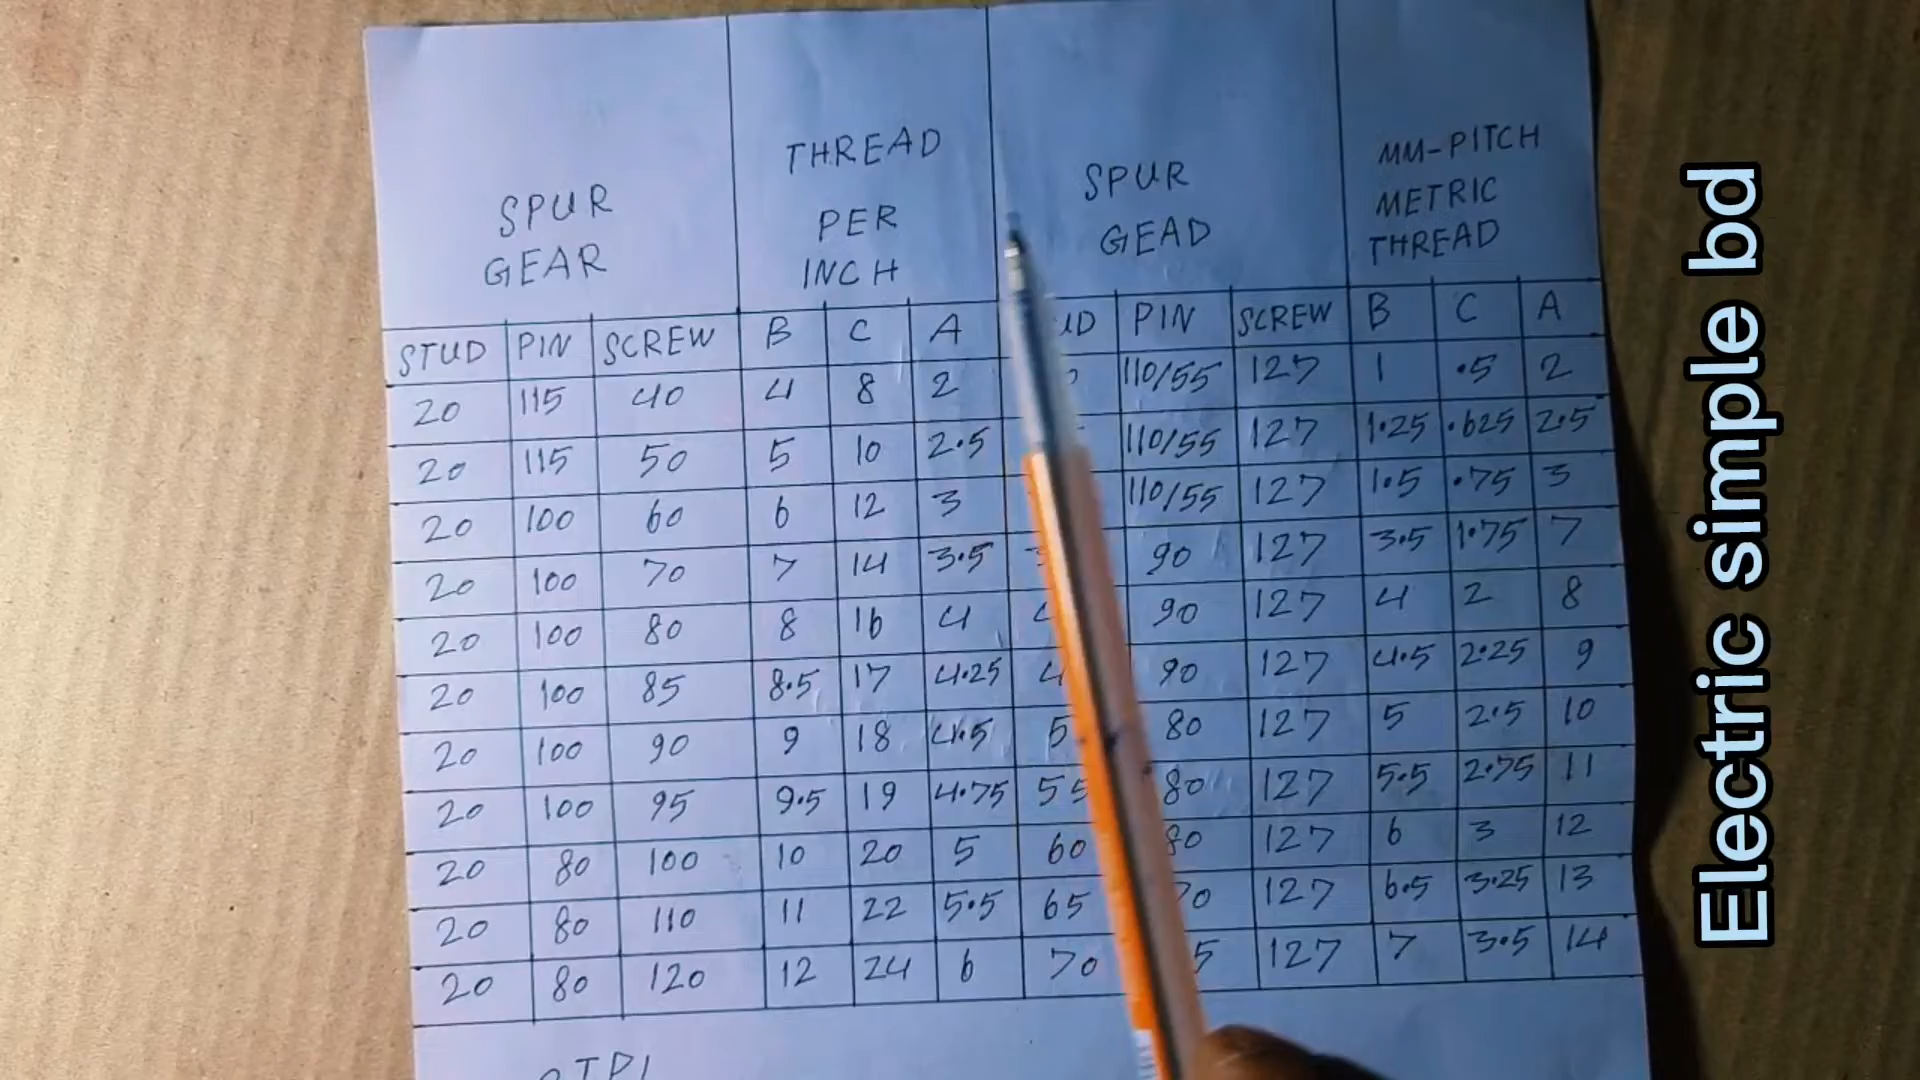 SPUR GEAR THREAD PER INCH SPUR GEAD MM-PITCH METRIC THREAD
STUD PIN SCREW B C A UD PIN SCREW B C A
20 115 40 4 8 2 110/55 127 1 .5 2
20 115 50 5 10 2.5 110/55 127 1.25 .625 2.5
20 100 60 6 12 3 110/55 127 1.5 .75 3
20 100 70 7 14 3.5 90 127 3.5 1.75 7
20 100 80 8 16 4 90 127 4 2 8
20 100 85 8.5 17 4.25 90 127 4.5 2.25 9
20 100 90 9 18 4.5 80 127 5 2.5 10
20 100 95 9.5 19 4.75 55 80 127 5.5 2.75 11
20 80 100 10 20 5 60 80 127 6 3 12
20 80 110 11 22 5.5 65 127 6.5 3.25 13
20 80 120 12 24 6 70 127 7 3.5 14
Electric simple bd